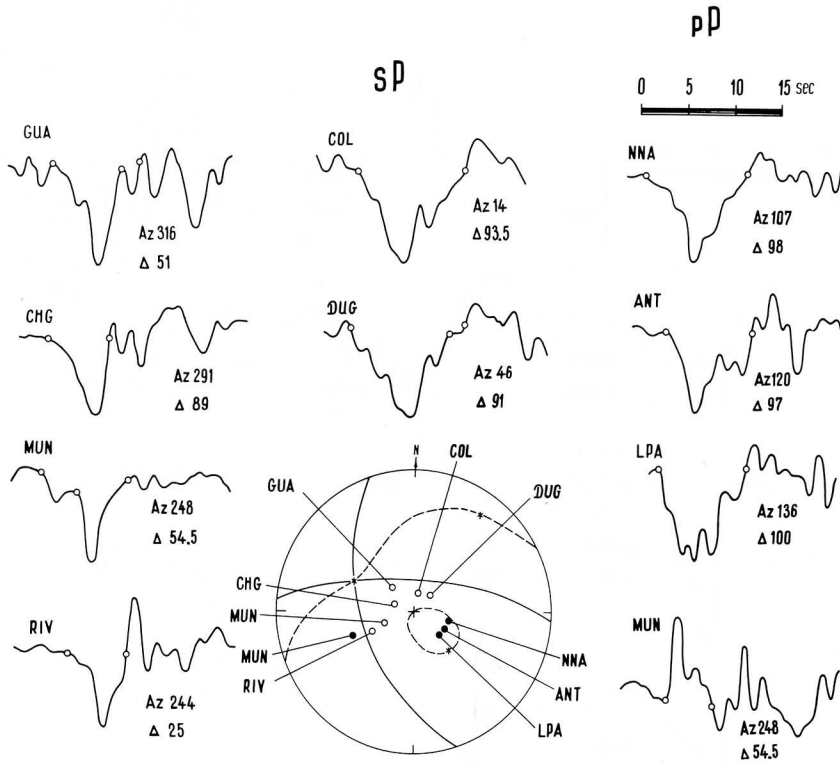 pP
sP
0 5 10 15 sec
GUA
Az 316
Δ 51
COL
Az 14
Δ 93.5
NNA
Az 107
Δ 98
CHG
Az 291
Δ 89
DUG
Az 46
Δ 91
ANT
Az 120
Δ 97
MUN
Az 248
Δ 54.5
LPA
Az 136
Δ 100
RIV
Az 244
Δ 25
MUN
Az 248
Δ 54.5
N
COL
GUA
DUG
CHG
MUN
MUN
RIV
NNA
ANT
LPA